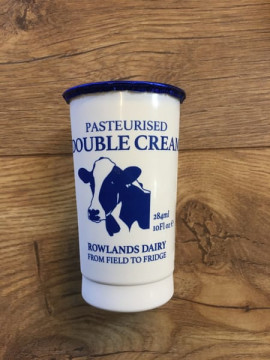 PASTEURISED
DOUBLE CREAM
284ml
10Fl oz e
ROWLANDS DAIRY
FROM FIELD TO FRIDGE